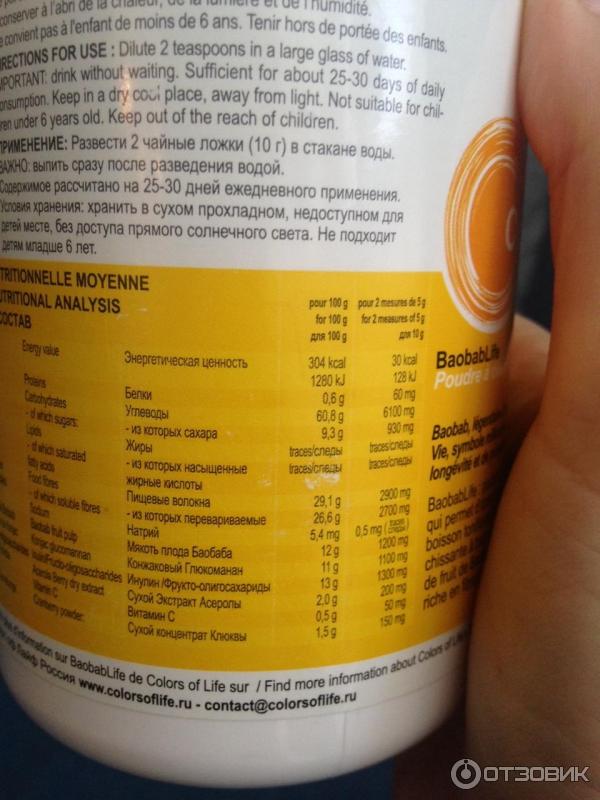 conserver à l'abri de la chaleur, de la lumière et de l'humidité.
convient pas à l'enfant de moins de 6 ans. Tenir hors de portée des enfants.
DIRECTIONS FOR USE : Dilute 2 teaspoons in a large glass of water.
IMPORTANT: drink without waiting. Sufficient for about 25-30 days of daily
consumption. Keep in a dry cool place, away from light. Not suitable for chil-
ren under 6 years old. Keep out of the reach of children.
ПРИМЕНЕНИЕ: Развести 2 чайные ложки (10 г) в стакане воды.
ВАЖНО: выпить сразу после разведения водой.
Содержимое рассчитано на 25-30 дней ежедневного применения.
Условия хранения: хранить в сухом прохладном, недоступном для
детей месте, без доступа прямого солнечного света. Не подходит
детям младше 6 лет.
TRITIONNELLE MOYENNE
UTRITIONAL ANALYSIS
СОСТАВ
pour 100 g pour 2 mesures de 5 g
for 100 g for 2 measures of 5 g
для 100 g для 10 g
Energy value Энергетическая ценность 304 kcal 30 kcal
1280 kJ 128 kJ
Proteins Белки 0,6 g 60 mg
Carbohydrates Углеводы 60,8 g 6100 mg
- of which sugars: - из которых сахара 9,3 g 930 mg
Lipids Жиры traces/следы traces/следы
- of which saturated - из которых насыщенные traces/следы traces/следы
fatty acids жирные кислоты
Food fibres Пищевые волокна 29,1 g 2900 mg
- of which soluble fibres - из которых перевариваемые 26,6 g 2700 mg
Sodium Натрий 5,4 mg 0,5 mg (traces следы)
Baobab fruit pulp Мякоть плода Баобаба 12 g 1200 mg
Konjac glucomannan Конжаковый Глюкоманан 11 g 1100 mg
Inulin/Fructo-oligosaccharides Инулин /Фрукто-олигосахариды 13 g 1300 mg
Acerola Berry dry extract Сухой Экстракт Ацеролы 2,0 g 200 mg
Vitamin C Витамин С 0,5 g 50 mg
Cranberry powder: Сухой концентрат Клюквы 1,5 g 150 mg
d'information sur BaobabLife de Colors of Life sur / Find more information about Colors of Life
Лайф Россия www.colorsoflife.ru - contact@colorsoflife.ru
BaobabLife
Poudre à
Baobab,
Vie, symbole
longévité et de
BaobabLife
qui permet
boisson
chissante à
de fruit de
riche en
ОТЗОВИК